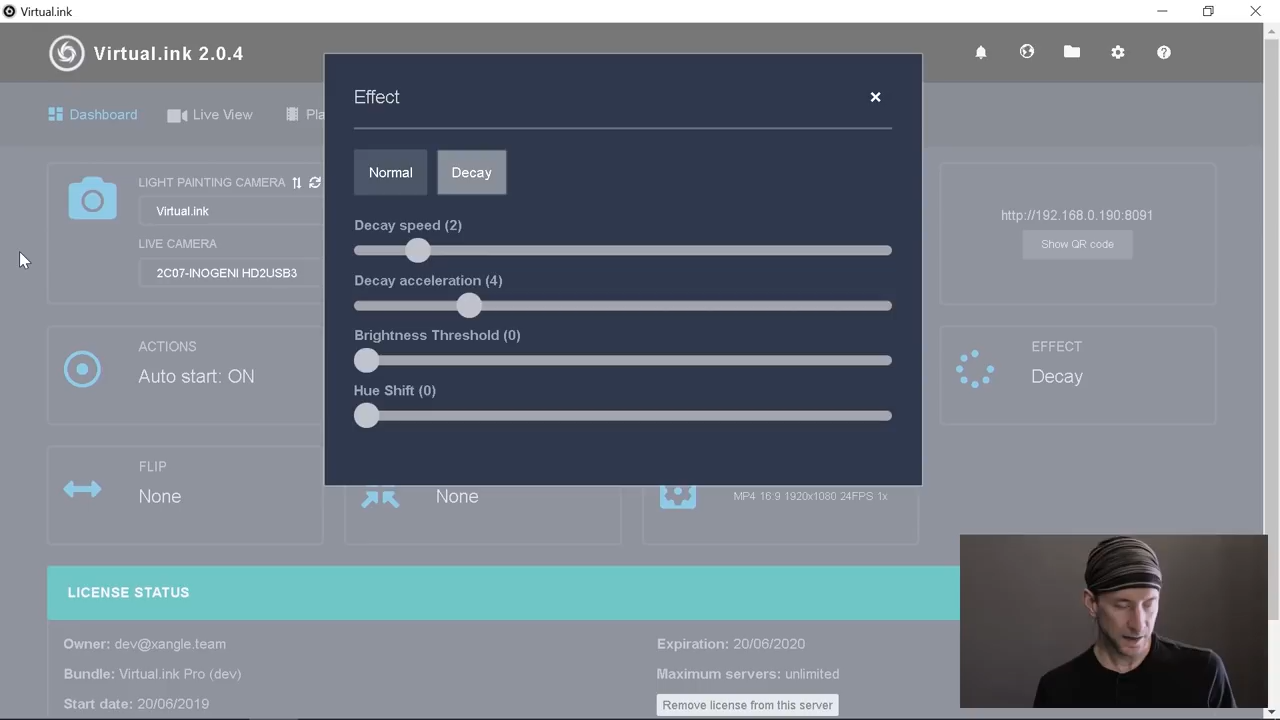 Virtual.ink
Virtual.ink 2.0.4
Dashboard
Live View
Pla
Effect
Normal
Decay
Decay speed (2)
Decay acceleration (4)
Brightness Threshold (0)
Hue Shift (0)
LIGHT PAINTING CAMERA
Virtual.ink
LIVE CAMERA
2C07-INOGENI HD2USB3
http://192.168.0.190:8091
Show QR code
ACTIONS
Auto start: ON
EFFECT
Decay
FLIP
None
None
MP4 16:9 1920x1080 24FPS 1x
LICENSE STATUS
Owner: dev@xangle.team
Bundle: Virtual.ink Pro (dev)
Start date: 20/06/2019
Expiration: 20/06/2020
Maximum servers: unlimited
Remove license from this server